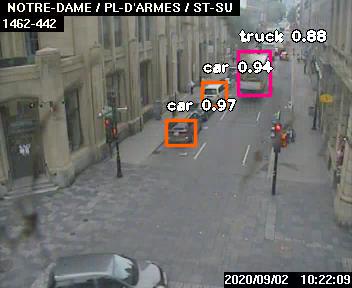 NOTRE-DAME / PL-D'ARMES / ST-SU
1462-442
truck 0.88
car 0.94
car 0.97
2020/09/02 10:22:09